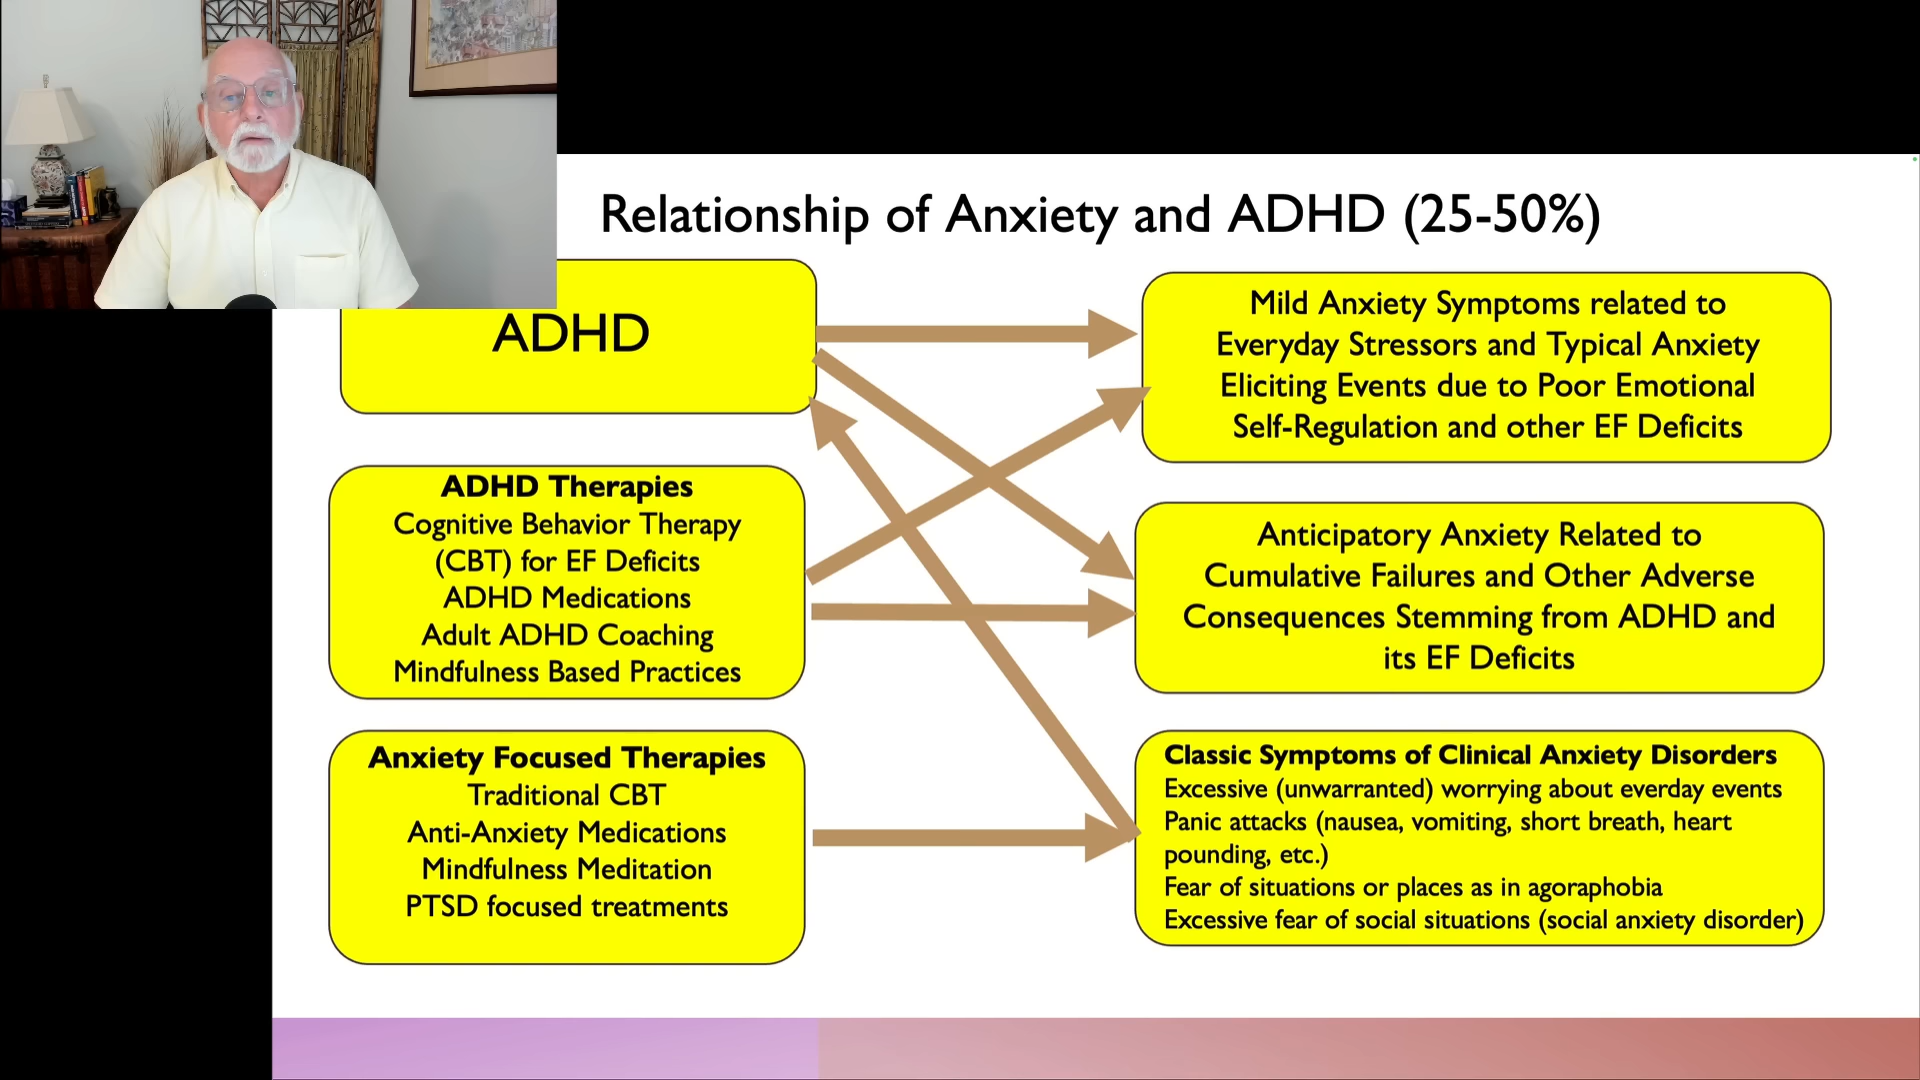 Relationship of Anxiety and ADHD (25-50%)
ADHD
ADHD Therapies
Cognitive Behavior Therapy
(CBT) for EF Deficits
ADHD Medications
Adult ADHD Coaching
Mindfulness Based Practices
Anxiety Focused Therapies
Traditional CBT
Anti-Anxiety Medications
Mindfulness Meditation
PTSD focused treatments
Mild Anxiety Symptoms related to
Everyday Stressors and Typical Anxiety
Eliciting Events due to Poor Emotional
Self-Regulation and other EF Deficits
Anticipatory Anxiety Related to
Cumulative Failures and Other Adverse
Consequences Stemming from ADHD and
its EF Deficits
Classic Symptoms of Clinical Anxiety Disorders
Excessive (unwarranted) worrying about everday events
Panic attacks (nausea, vomiting, short breath, heart
pounding, etc.)
Fear of situations or places as in agoraphobia
Excessive fear of social situations (social anxiety disorder)